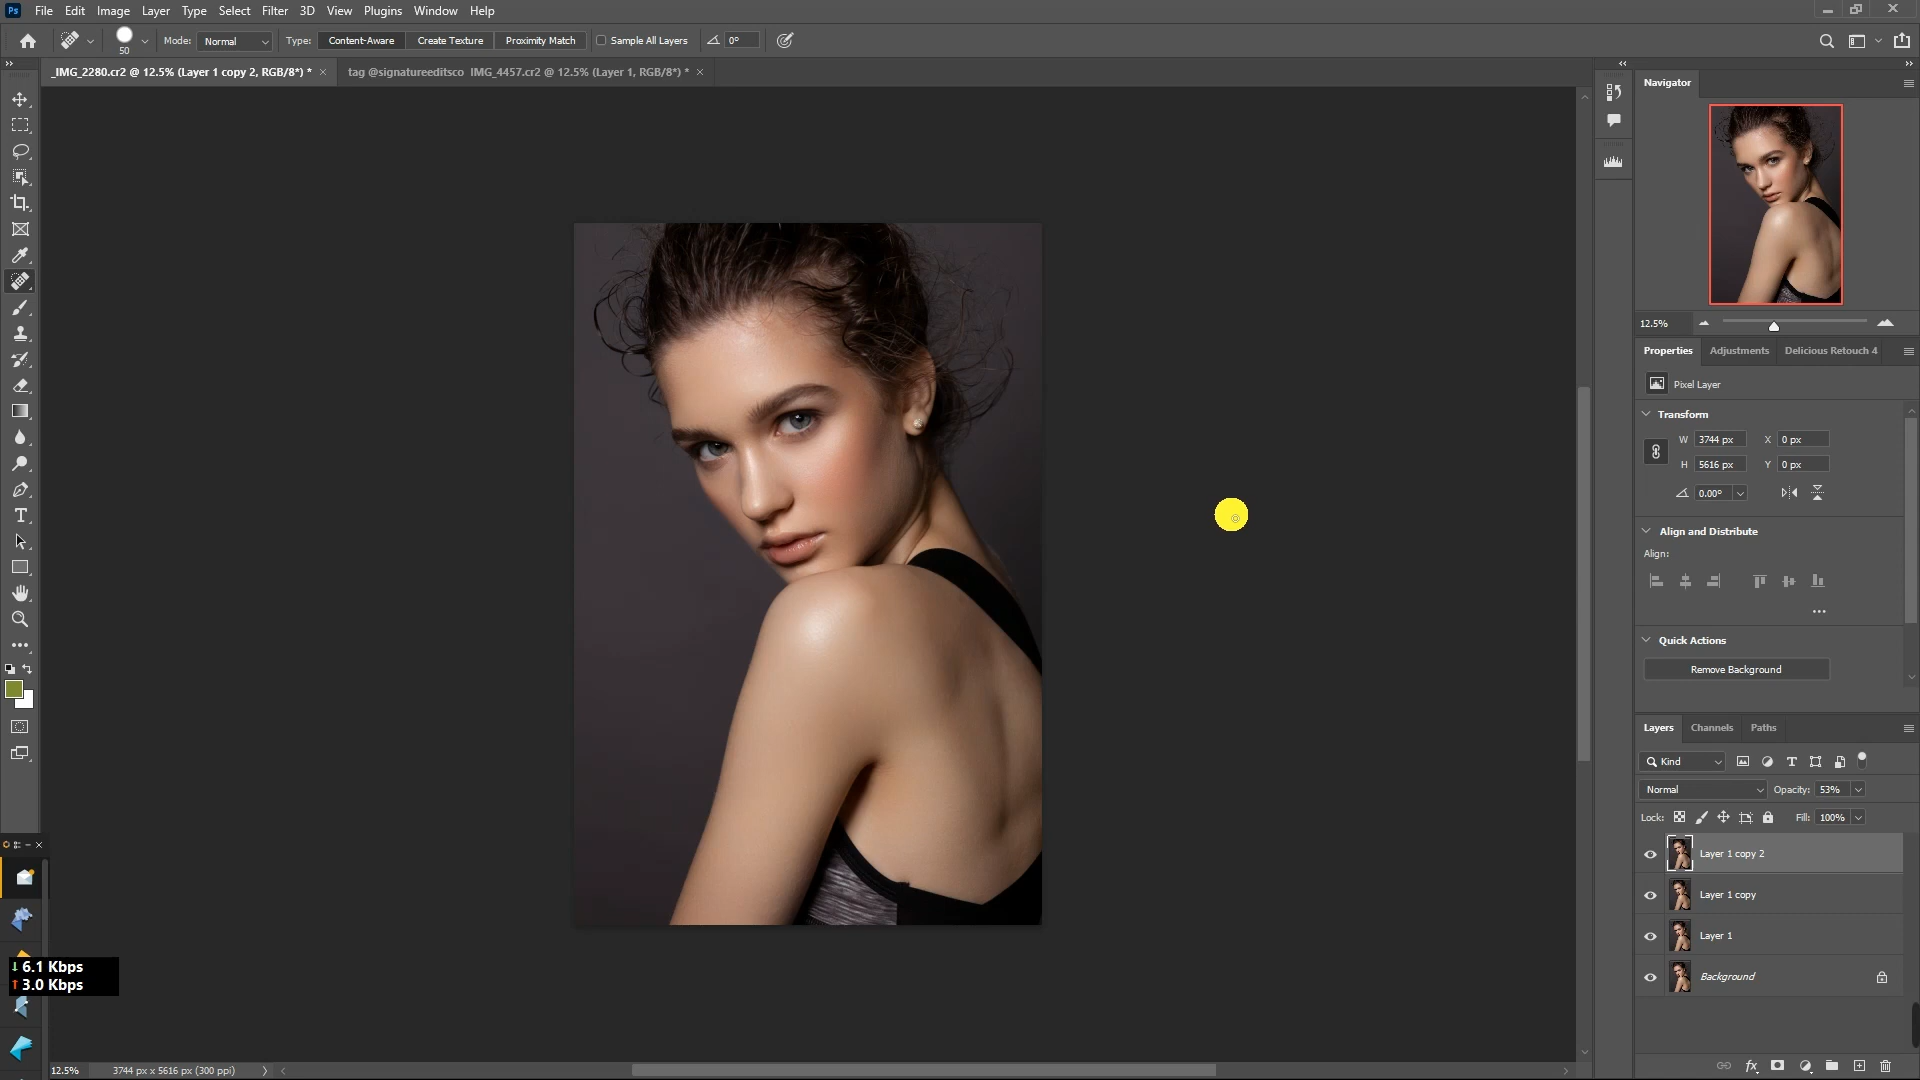 Ps File Edit Image Layer Type Select Filter 3D View Plugins Window Help
50 Mode: Normal Type: Content-Aware Create Texture Proximity Match Sample All Layers 0°
_IMG_2280.cr2 @ 12.5% (Layer 1 copy 2, RGB/8*) * × tag @signatureeditsco IMG_4457.cr2 @ 12.5% (Layer 1, RGB/8*) * ×
Navigator
12.5%
Properties Adjustments Delicious Retouch 4
Pixel Layer
Transform
W 3744 px X 0 px
H 5616 px Y 0 px
0.00°
Align and Distribute
Align:
Quick Actions
Remove Background
Layers Channels Paths
Kind
Normal Opacity: 53%
Lock: Fill: 100%
Layer 1 copy 2
Layer 1 copy
Layer 1
Background
6.1 Kbps
3.0 Kbps
12.5% 3744 px x 5616 px (300 ppi)
fx